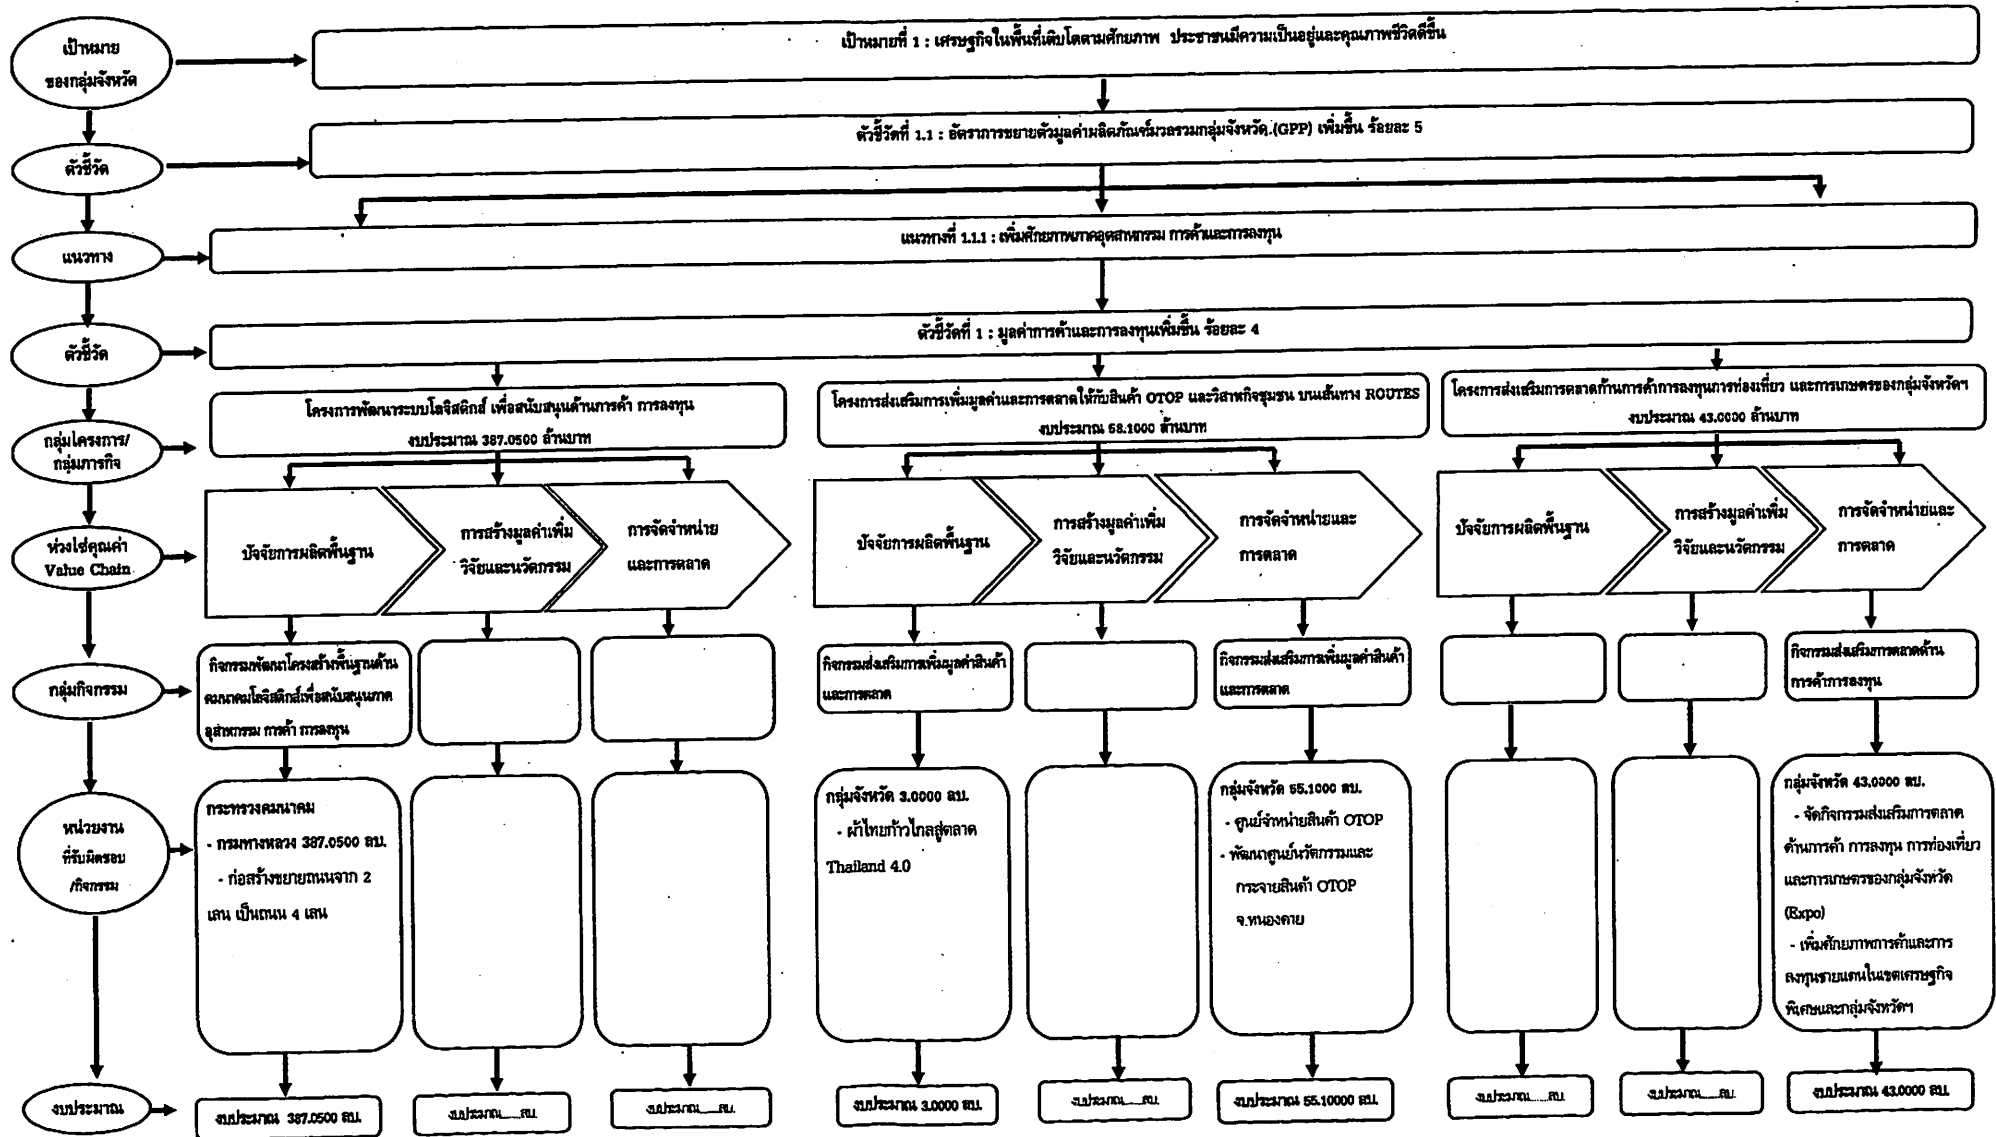 เป้าหมาย
ของกลุ่มจังหวัด
เป้าหมายที่ 1 : เศรษฐกิจในพื้นที่เติบโตตามศักยภาพ ประชาชนมีความเป็นอยู่และคุณภาพชีวิตดีขึ้น
ตัวชี้วัด
ตัวชี้วัดที่ 1.1 : อัตราการขยายตัวมูลค่าผลิตภัณฑ์มวลรวมกลุ่มจังหวัด (GPP) เพิ่มขึ้น ร้อยละ 5
แนวทาง
แนวทางที่ 1.1.1 : เพิ่มศักยภาพภาคอุตสาหกรรม การค้าและการลงทุน
ตัวชี้วัด
ตัวชี้วัดที่ 1 : มูลค่าการค้าและการลงทุนเพิ่มขึ้น ร้อยละ 4
กลุ่มโครงการ/
กลุ่มภารกิจ
โครงการพัฒนาระบบโลจิสติกส์ เพื่อสนับสนุนด้านการค้า การลงทุน
งบประมาณ 387.0500 ล้านบาท
โครงการส่งเสริมการเพิ่มมูลค่าและการตลาดให้กับสินค้า OTOP และวิสาหกิจชุมชน บนเส้นทาง ROUTES
งบประมาณ 58.1000 ล้านบาท
โครงการส่งเสริมการตลาดด้านการค้าการลงทุนการท่องเที่ยว และการเกษตรของกลุ่มจังหวัดฯ
งบประมาณ 43.0000 ล้านบาท
ห่วงโซ่คุณค่า
Value Chain
ปัจจัยการผลิตพื้นฐาน
การสร้างมูลค่าเพิ่ม
วิจัยและนวัตกรรม
การจัดจำหน่าย
และการตลาด
ปัจจัยการผลิตพื้นฐาน
การสร้างมูลค่าเพิ่ม
วิจัยและนวัตกรรม
การจัดจำหน่ายและ
การตลาด
ปัจจัยการผลิตพื้นฐาน
การสร้างมูลค่าเพิ่ม
วิจัยและนวัตกรรม
การจัดจำหน่ายและ
การตลาด
กลุ่มกิจกรรม
กิจกรรมพัฒนาโครงสร้างพื้นฐานด้าน
คมนาคมโลจิสติกส์เพื่อสนับสนุนภาค
อุสาหกรรม การค้า การลงทุน
กิจกรรมส่งเสริมการเพิ่มมูลค่าสินค้า
และการตลาด
กิจกรรมส่งเสริมการเพิ่มมูลค่าสินค้า
และการตลาด
กิจกรรมส่งเสริมการตลาดด้าน
การค้าการลงทุน
หน่วยงาน
ที่รับผิดชอบ
/กิจกรรม
กระทรวงคมนาคม
- กรมทางหลวง 387.0500 ลบ.
- ก่อสร้างขยายถนนจาก 2
เลน เป็นถนน 4 เลน
กลุ่มจังหวัด 3.0000 ลบ.
- ผ้าไทยก้าวไกลสู่ตลาด
Thailand 4.0
กลุ่มจังหวัด 55.1000 ลบ.
- ศูนย์จำหน่ายสินค้า OTOP
- พัฒนาศูนย์นวัตกรรมและ
กระจายสินค้า OTOP
จ.หนองคาย
กลุ่มจังหวัด 43.0000 ลบ.
- จัดกิจกรรมส่งเสริมการตลาด
ด้านการค้า การลงทุน การท่องเที่ยว
และการเกษตรของกลุ่มจังหวัด
(Expo)
- เพิ่มศักยภาพการค้าและการ
ลงทุนชายแดนในเขตเศรษฐกิจ
พิเศษและกลุ่มจังหวัดฯ
งบประมาณ
งบประมาณ 387.0500 ลบ.
งบประมาณ......ลบ.
งบประมาณ......ลบ.
งบประมาณ 3.0000 ลบ.
งบประมาณ......ลบ.
งบประมาณ 55.10000 ลบ.
งบประมาณ......ลบ.
งบประมาณ......ลบ.
งบประมาณ 43.0000 ลบ.